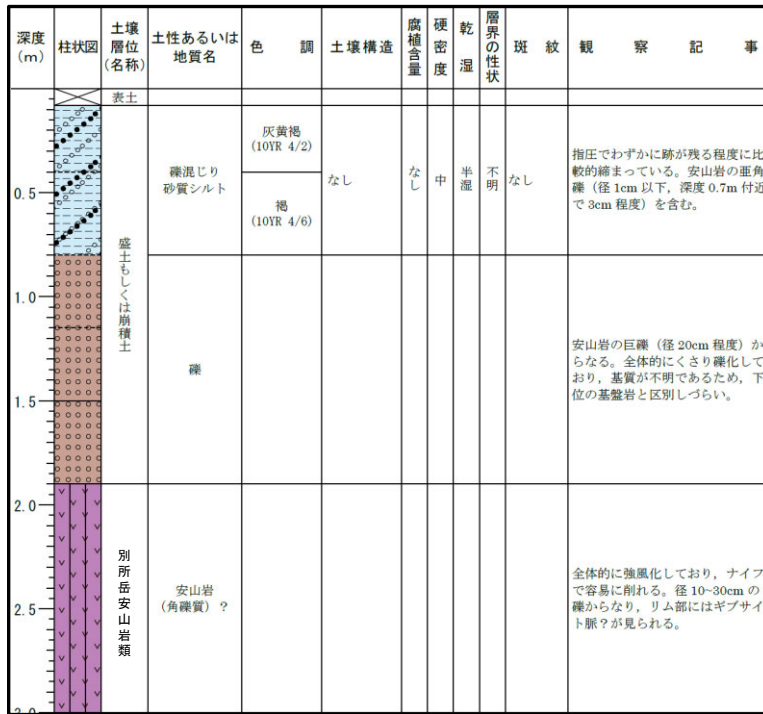 深度
(m)
柱状図
土壌
層位
(名称)
土性あるいは
地質名
色 調
土壌構造
腐植含量
硬密度
乾湿
層界の性状
斑 紋
観 察 記 事
表土
盛土もしくは崩積土
礫混じり
砂質シルト
灰黄褐
(10YR 4/2)
褐
(10YR 4/6)
なし
なし
中
半湿
不明
なし
指圧でわずかに跡が残る程度に比
較的締まっている。安山岩の亜角
礫(径 1cm 以下,深度 0.7m 付近
で 3cm 程度)を含む。
0.5
1.0
礫
安山岩の巨礫(径 20cm 程度)か
らなる。全体的にくさり礫化して
おり,基質が不明であるため,下
位の基盤岩と区別しづらい。
1.5
2.0
別所岳安山岩類
安山岩
(角礫質)?
全体的に強風化しており,ナイフ
で容易に削れる。径 10~30cm の
礫からなり,リム部にはギブサイ
ト脈?が見られる。
2.5
3.0